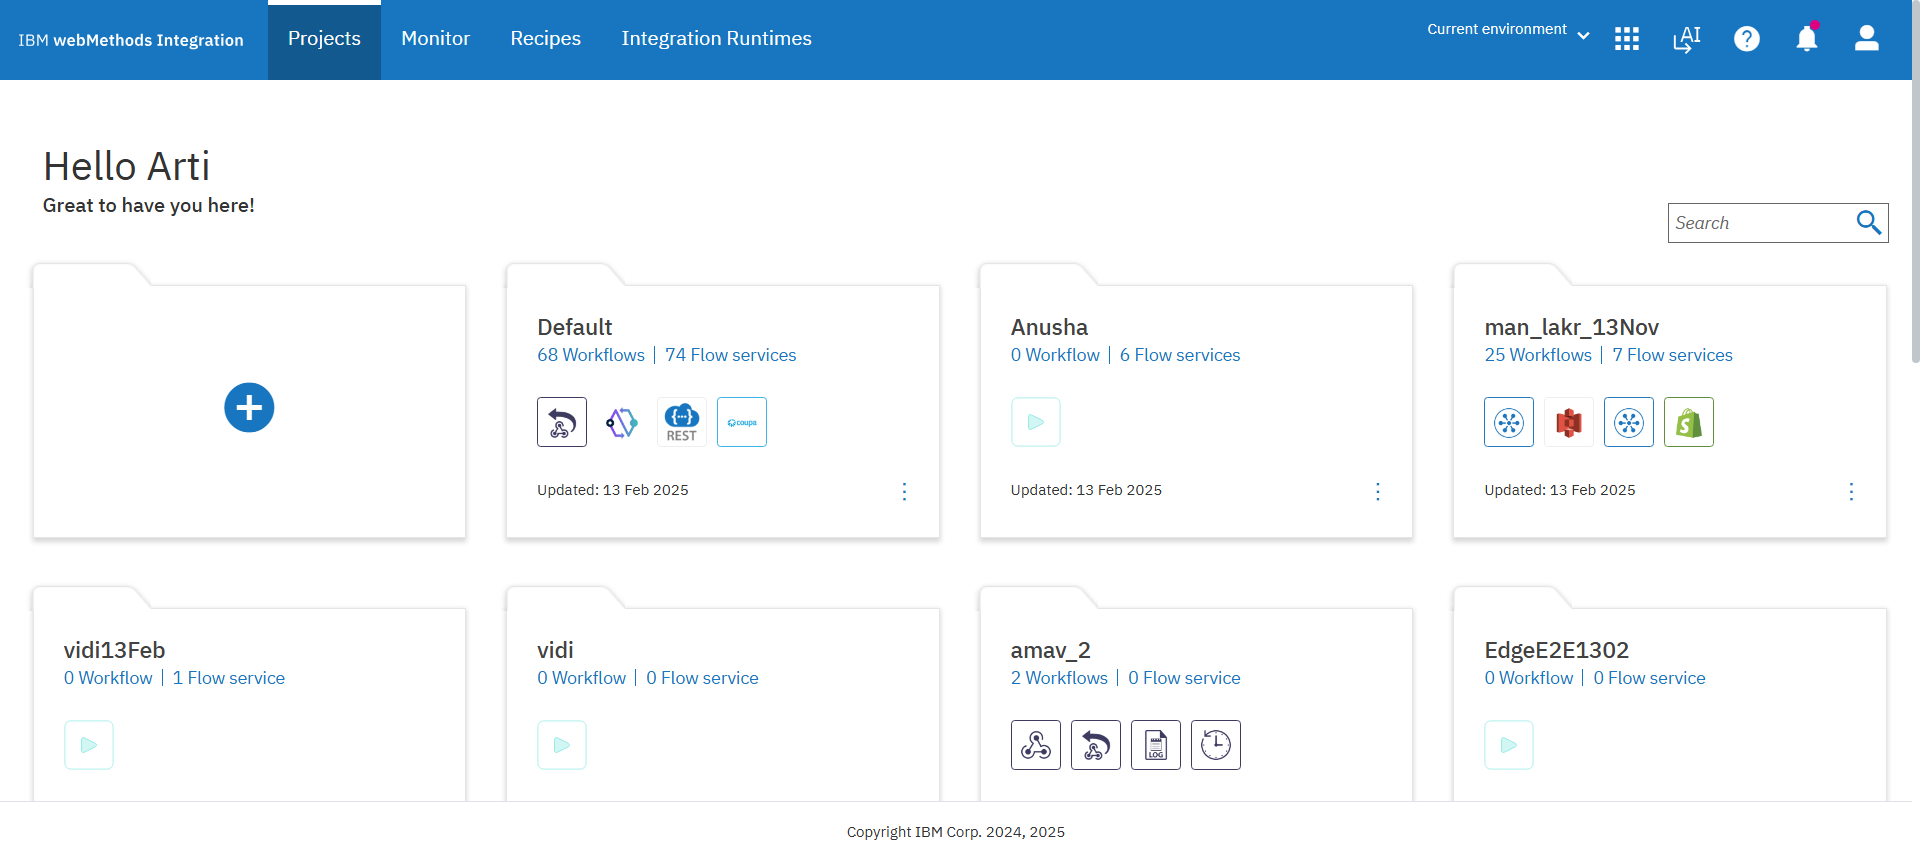 IBM webMethods Integration
Projects
Monitor
Recipes
Integration Runtimes
Current environment
AI
?
Hello Arti
Great to have you here!
Search
Default
68 Workflows | 74 Flow services
REST
coupa
Updated: 13 Feb 2025
Anusha
0 Workflow | 6 Flow services
Updated: 13 Feb 2025
man_lakr_13Nov
25 Workflows | 7 Flow services
Updated: 13 Feb 2025
vidi13Feb
0 Workflow | 1 Flow service
vidi
0 Workflow | 0 Flow service
amav_2
2 Workflows | 0 Flow service
LOG
EdgeE2E1302
0 Workflow | 0 Flow service
Copyright IBM Corp. 2024, 2025